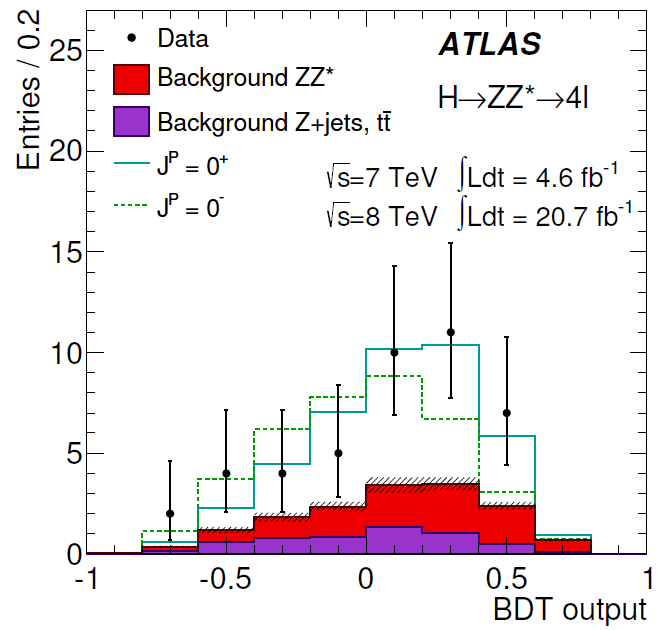 Entries / 0.2
25
20
15
10
5
0
Data
Background ZZ*
Background Z+jets, tt̄
Jᴾ = 0⁺
Jᴾ = 0⁻
ATLAS
H→ZZ*→4l
√s=7 TeV ∫Ldt = 4.6 fb⁻¹
√s=8 TeV ∫Ldt = 20.7 fb⁻¹
-1 -0.5 0 0.5 1
BDT output